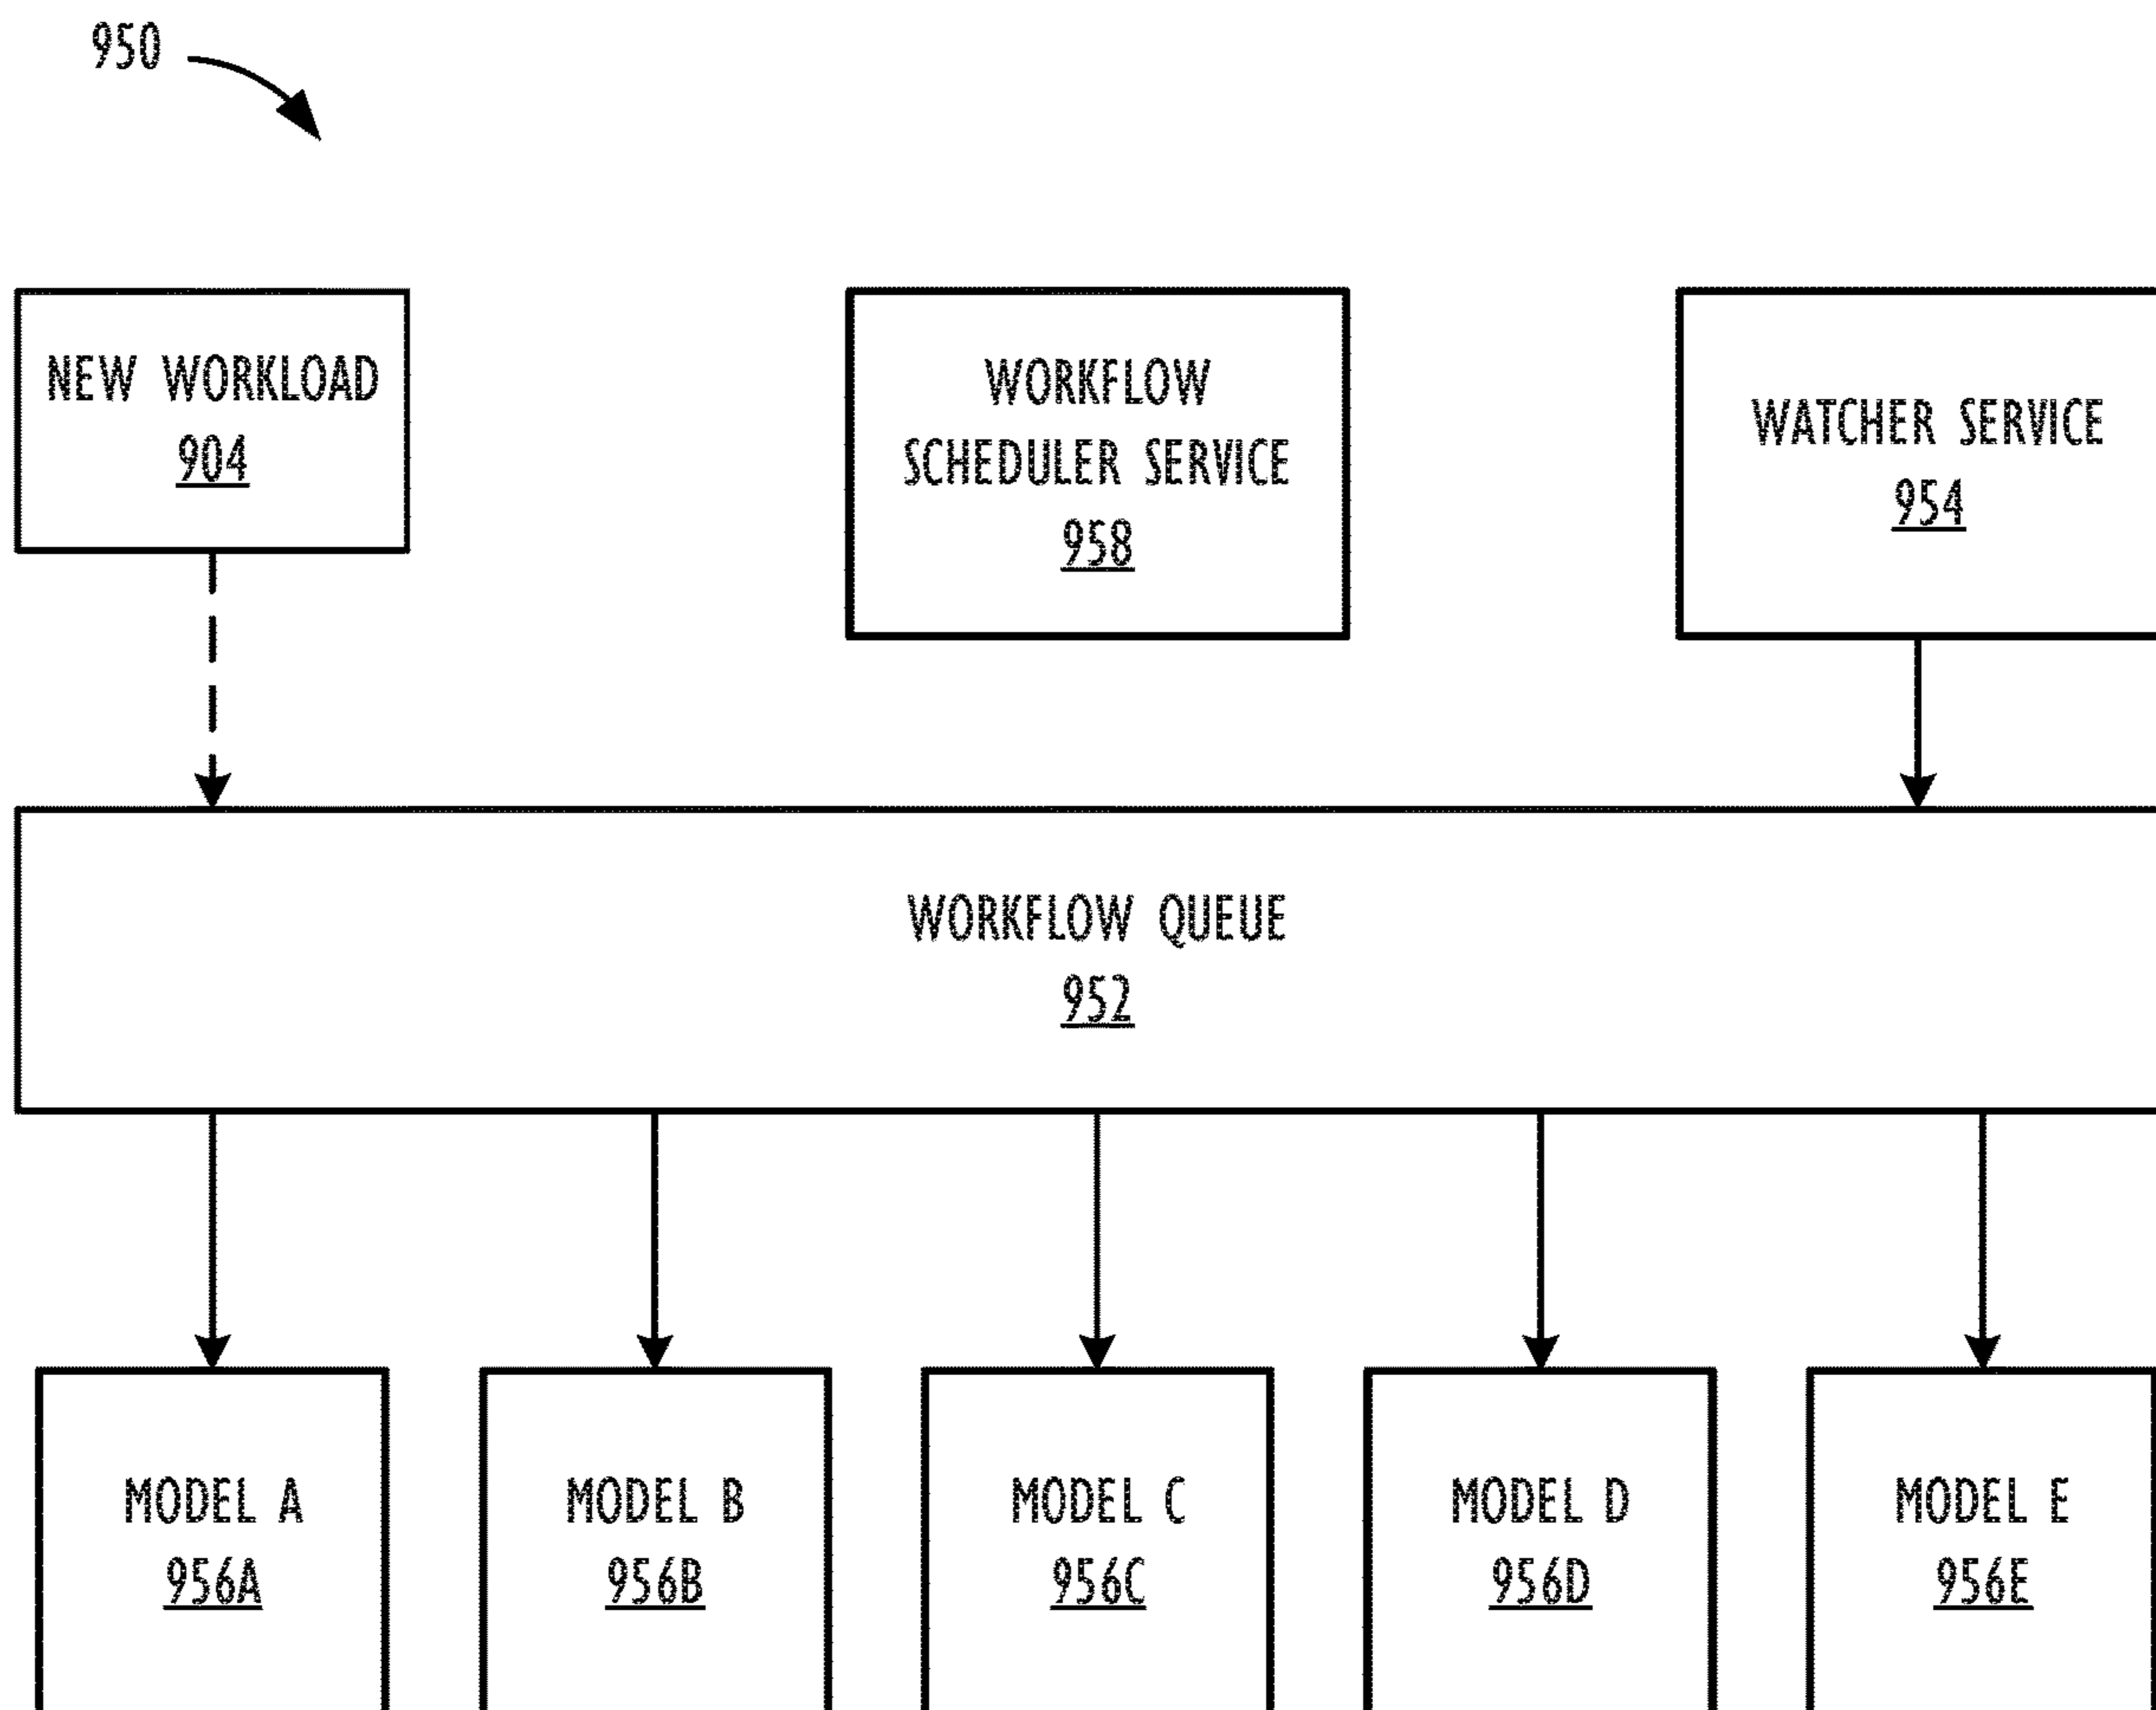 950
NEW WORKLOAD
904
WORKFLOW
SCHEDULER SERVICE
958
WATCHER SERVICE
954
WORKFLOW QUEUE
952
MODEL A
956A
MODEL B
956B
MODEL C
956C
MODEL D
956D
MODEL E
956E